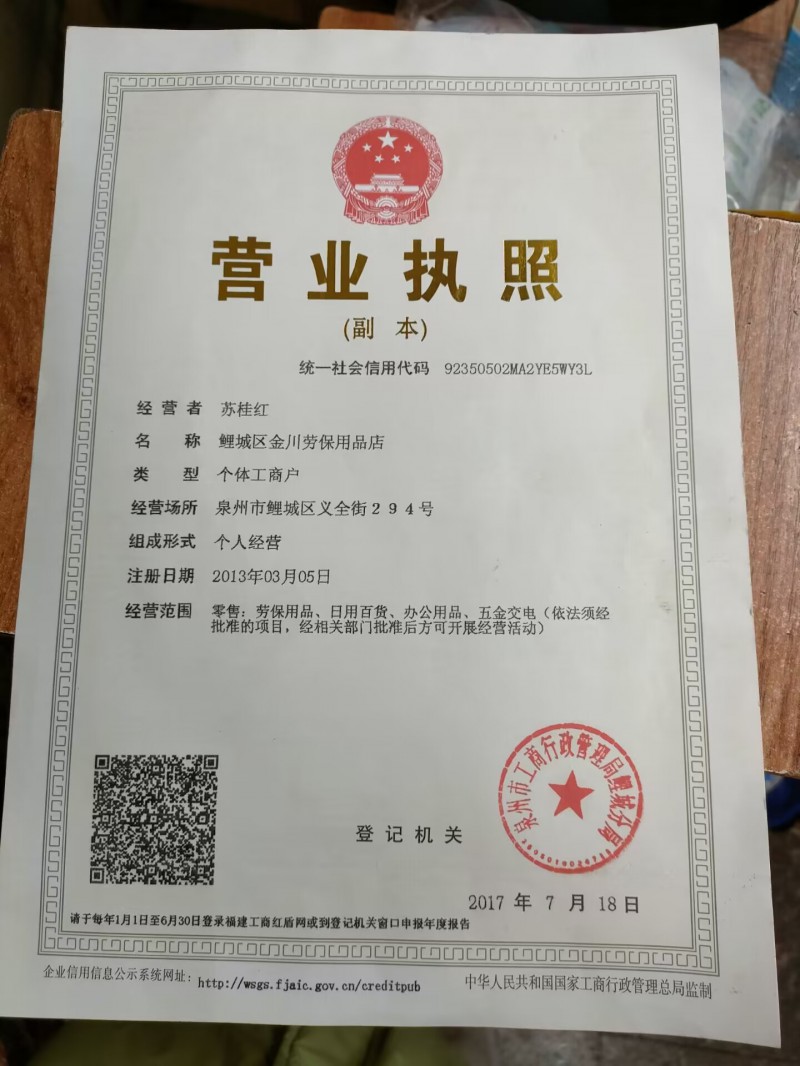 营业执照
(副 本)
统一社会信用代码 92350502MA2YE5WY3L
经营者 苏桂红
名 称 鲤城区金川劳保用品店
类 型 个体工商户
经营场所 泉州市鲤城区义全街２９４号
组成形式 个人经营
注册日期 2013年03月05日
经营范围 零售：劳保用品、日用百货、办公用品、五金交电（依法须经
批准的项目，经相关部门批准后方可开展经营活动）
泉州市工商行政管理局鲤城分局
登记机关
2017 年 7 月 18 日
请于每年1月1日至6月30日登录福建工商红盾网或到登记机关窗口申报年度报告
企业信用信息公示系统网址：http://wsgs.fjaic.gov.cn/creditpub
中华人民共和国国家工商行政管理总局监制